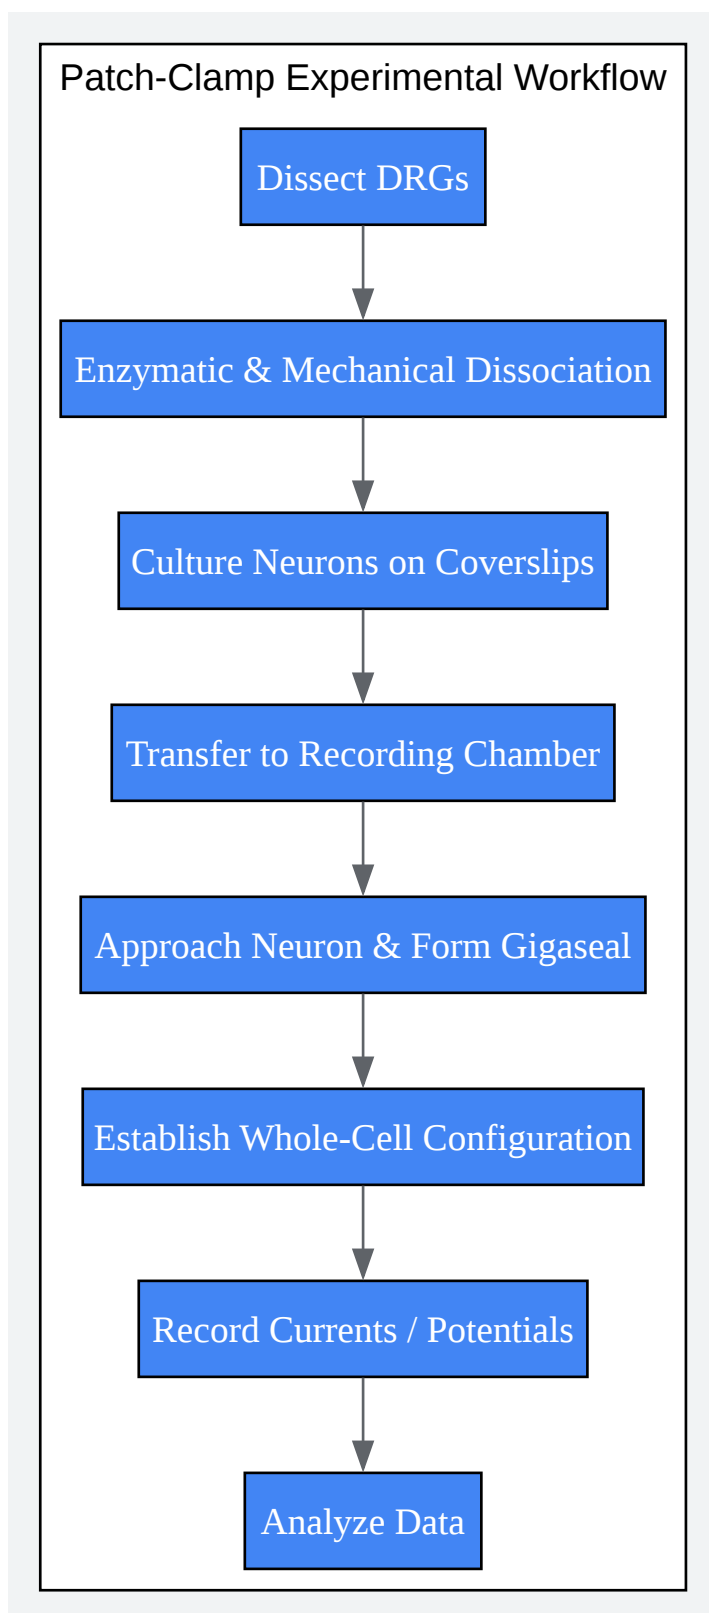 Patch-Clamp Experimental Workflow
Dissect DRGs
Enzymatic & Mechanical Dissociation
Culture Neurons on Coverslips
Transfer to Recording Chamber
Approach Neuron & Form Gigaseal
Establish Whole-Cell Configuration
Record Currents / Potentials
Analyze Data